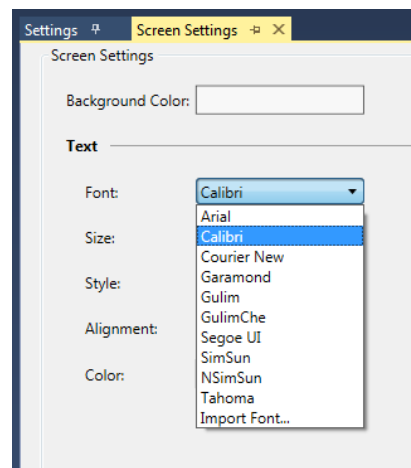 Settings Screen Settings
Screen Settings
Background Color:
Text
Font: Calibri
Arial
Size: Calibri
Courier New
Style: Garamond
Gulim
GulimChe
Alignment: Segoe UI
SimSun
Color: NSimSun
Tahoma
Import Font...